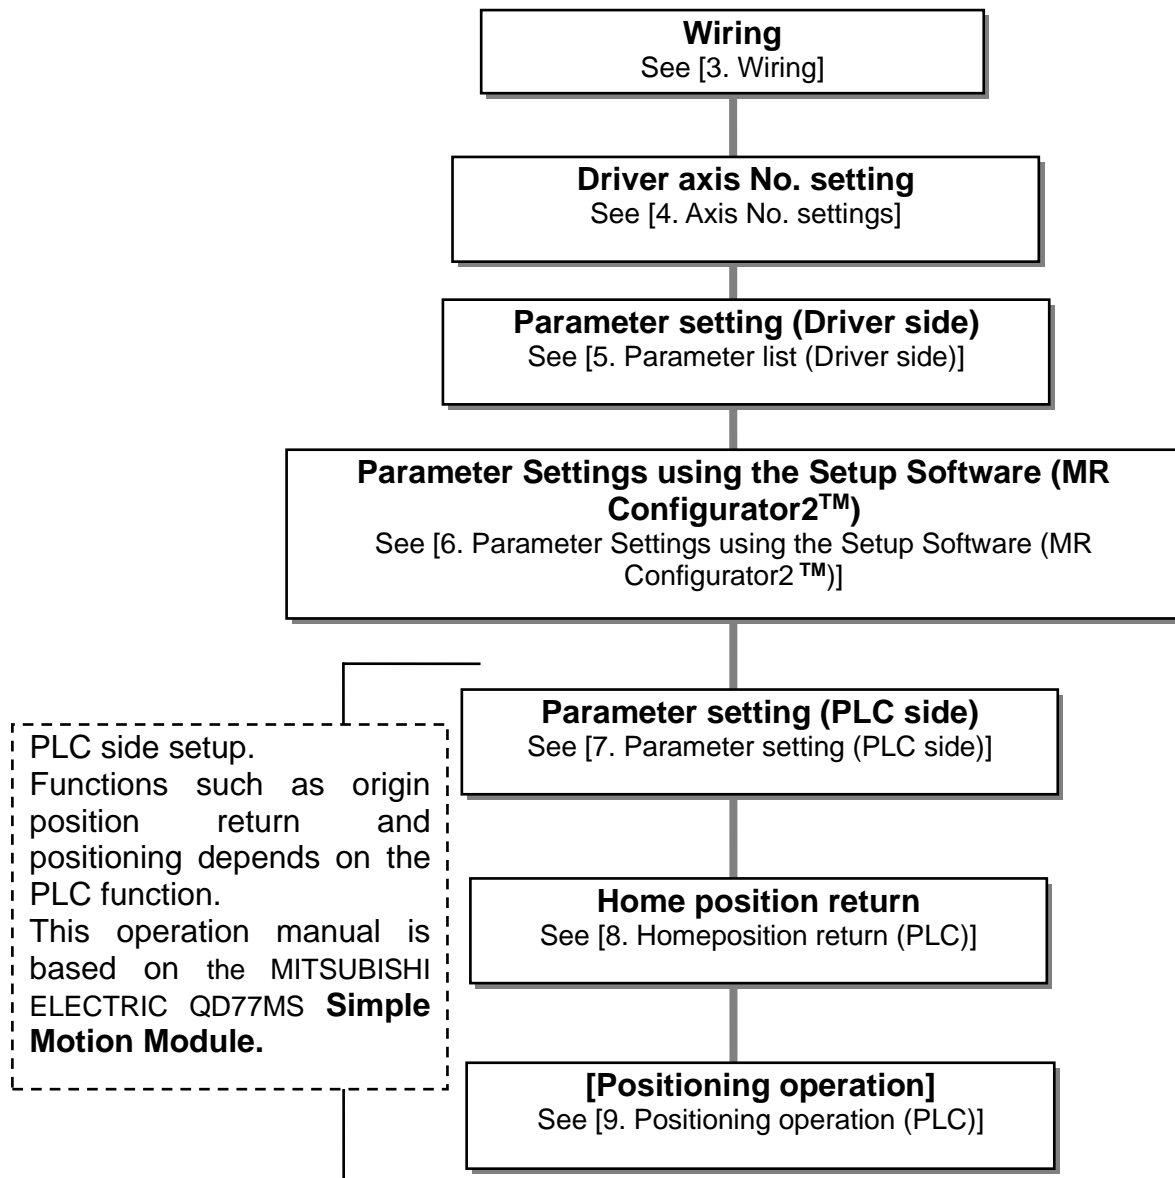 Wiring
See [3. Wiring]
Driver axis No. setting
See [4. Axis No. settings]
Parameter setting (Driver side)
See [5. Parameter list (Driver side)]
Parameter Settings using the Setup Software (MR
Configurator2TM)
See [6. Parameter Settings using the Setup Software (MR
Configurator2 TM)]
Parameter setting (PLC side)
See [7. Parameter setting (PLC side)]
PLC side setup.
Functions such as origin
position return and
positioning depends on the
PLC function.
This operation manual is
based on the MITSUBISHI
ELECTRIC QD77MS Simple
Motion Module.
Home position return
See [8. Homeposition return (PLC)]
[Positioning operation]
See [9. Positioning operation (PLC)]